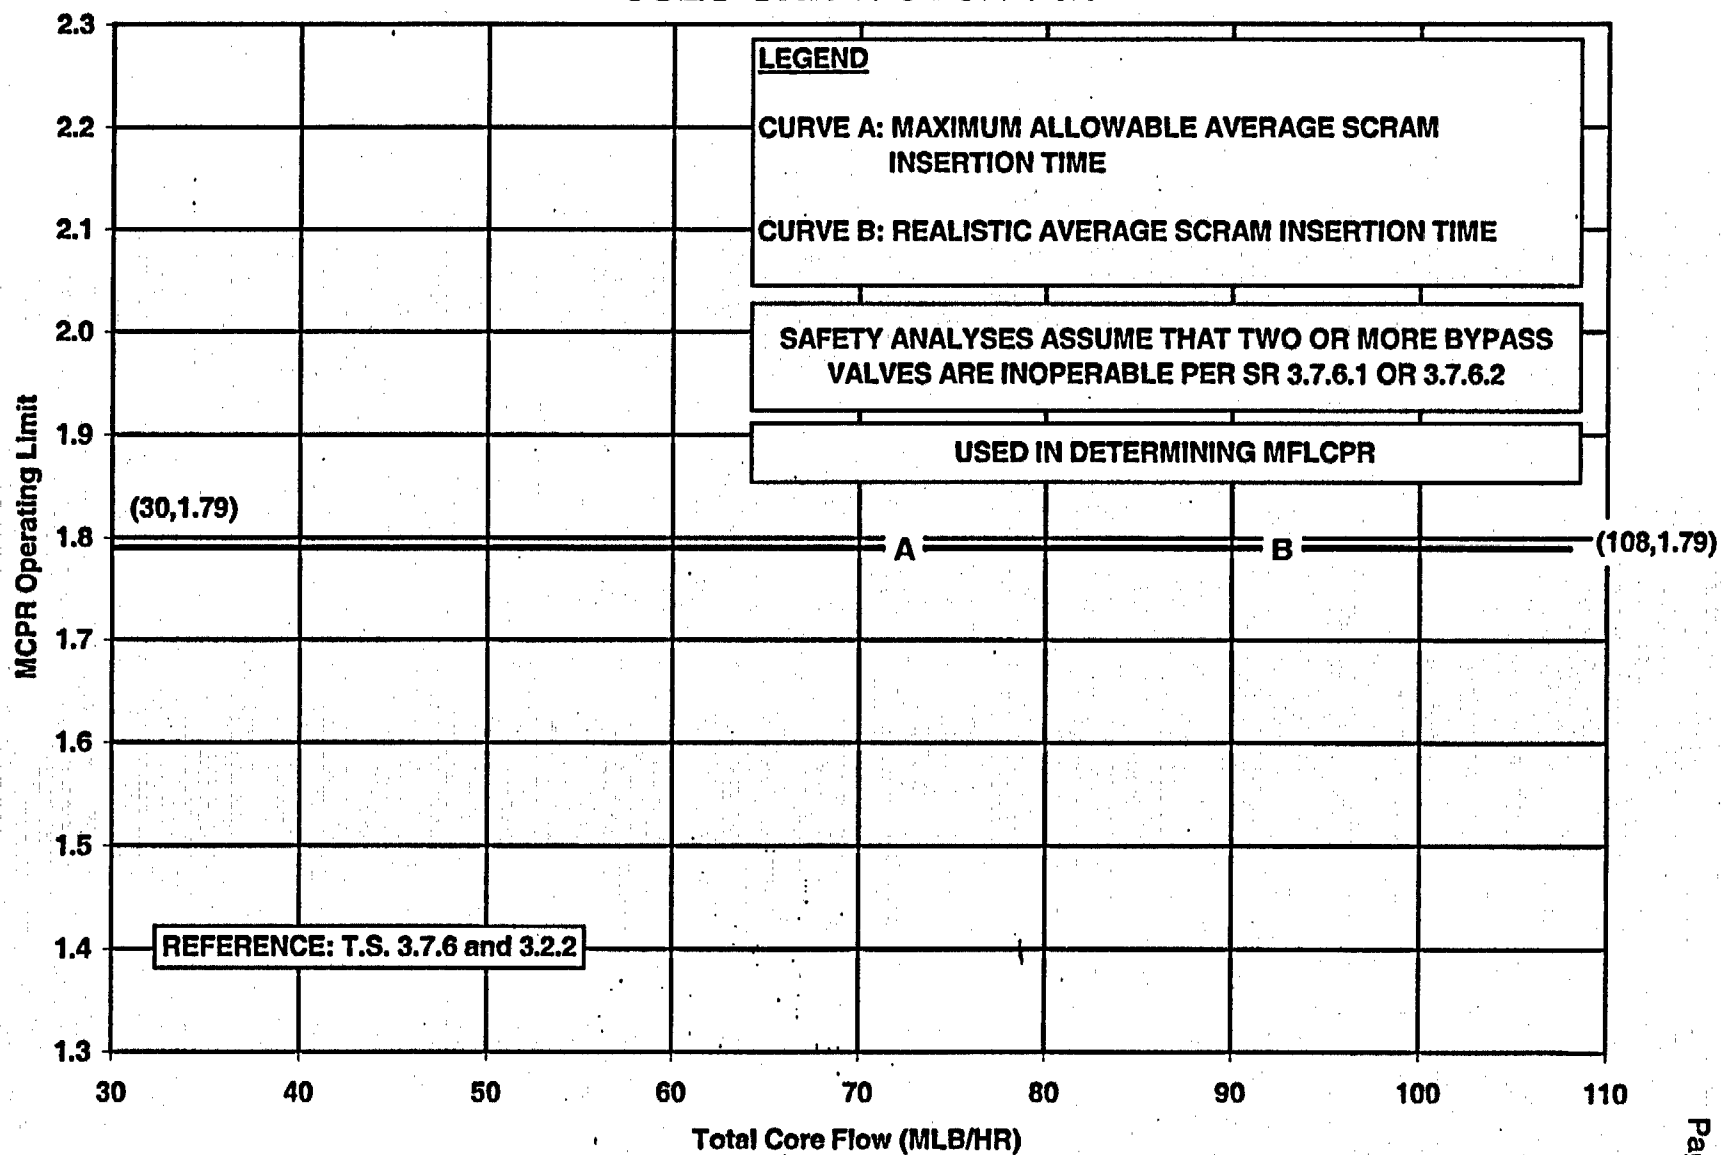 2.3
LEGEND
2.2
CURVE A: MAXIMUM ALLOWABLE AVERAGE SCRAM
INSERTION TIME
2.1
CURVE B: REALISTIC AVERAGE SCRAM INSERTION TIME
2.0
SAFETY ANALYSES ASSUME THAT TWO OR MORE BYPASS
VALVES ARE INOPERABLE PER SR 3.7.6.1 OR 3.7.6.2
1.9
USED IN DETERMINING MFLCPR
MCPR Operating Limit
(30,1.79)
1.8
A
B
(108,1.79)
1.7
1.6
1.5
1.4
REFERENCE: T.S. 3.7.6 and 3.2.2
1.3
30 40 50 60 70 80 90 100 110
Total Core Flow (MLB/HR)